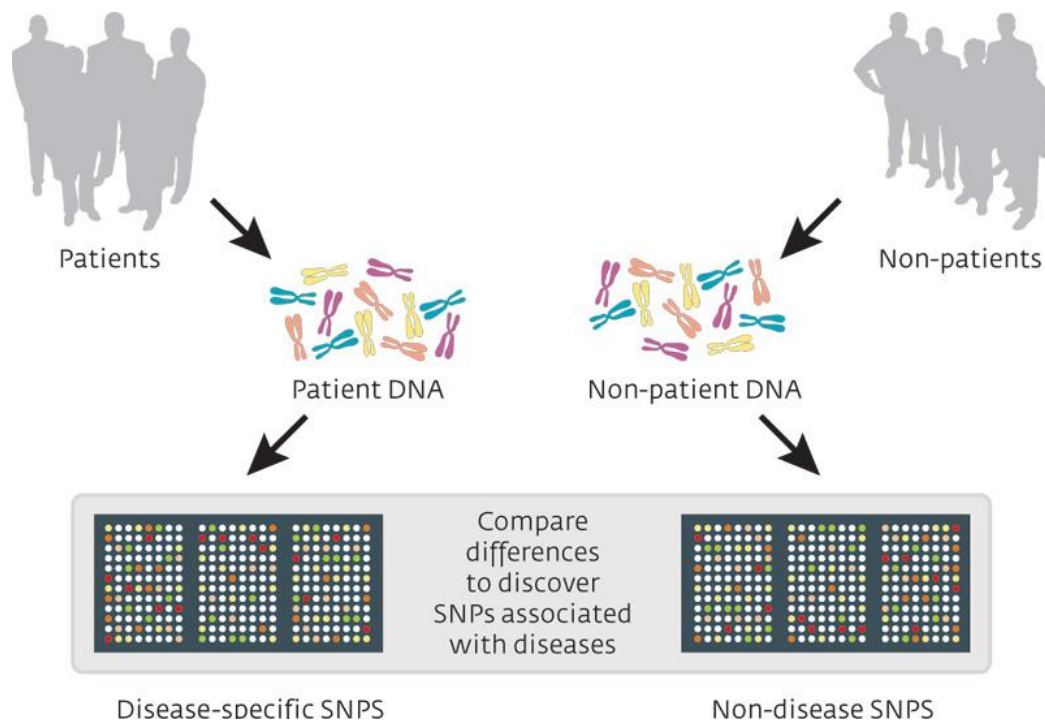 Patients
Non-patients
Patient DNA
Non-patient DNA
Compare
differences
to discover
SNPs associated
with diseases
Disease-specific SNPS
Non-disease SNPS